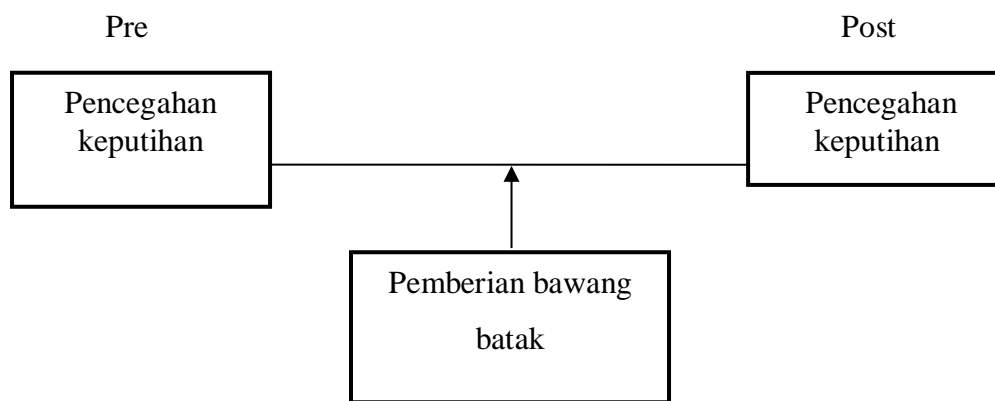 Pre
Post
Pencegahan
keputihan
Pencegahan
keputihan
Pemberian bawang
batak